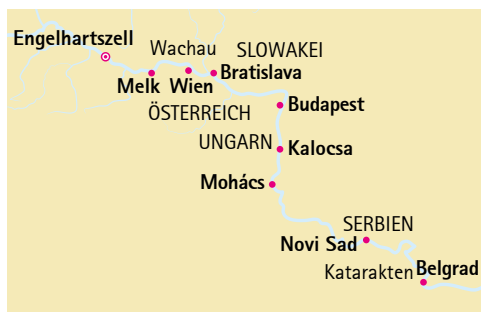 Engelhartszell
Wachau
SLOWAKEI
Melk
Wien
Bratislava
ÖSTERREICH
Budapest
UNGARN
Kalocsa
Mohács
SERBIEN
Novi Sad
Katarakten
Belgrad